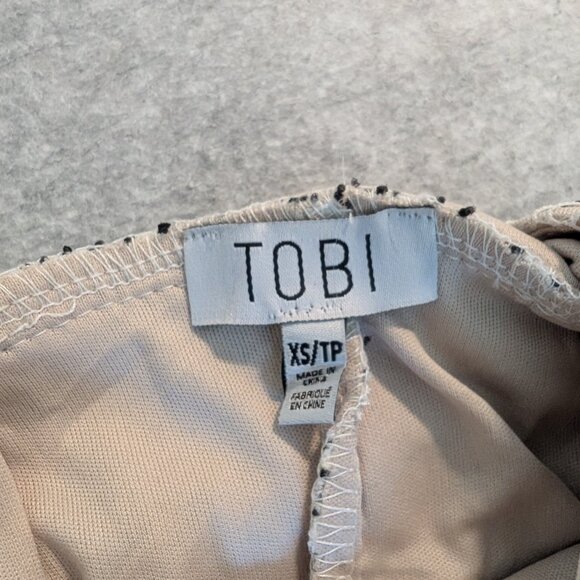 TOBI
XS/TP
MADE IN
CHINA
FABRIQUÉ
EN CHINE